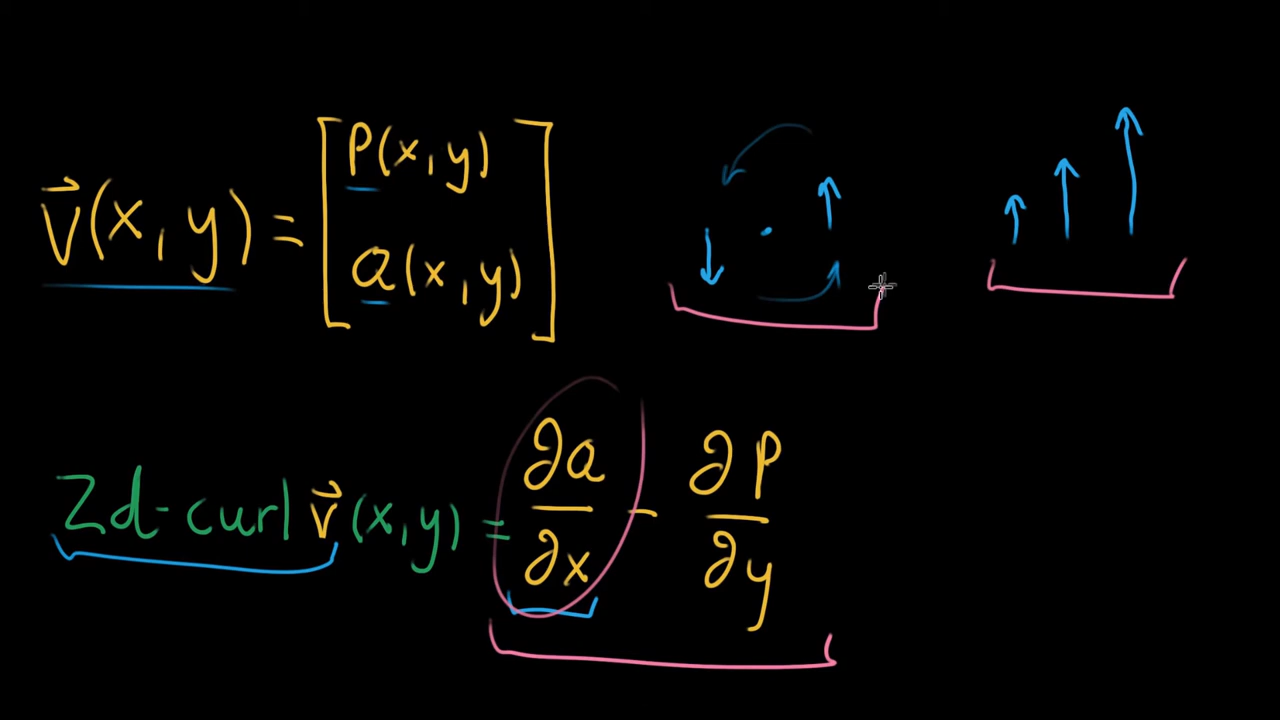 v⃗(x,y) = [P(x,y)
Q(x,y)]
2d-curl v⃗(x,y) = ∂Q/∂x - ∂P/∂y